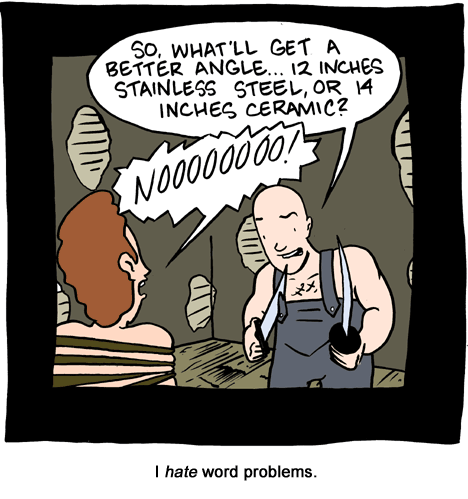 SO, WHAT'LL GET A
BETTER ANGLE... 12 INCHES
STAINLESS STEEL, OR 14
INCHES CERAMIC?
NOOOOOOOO!
I hate word problems.